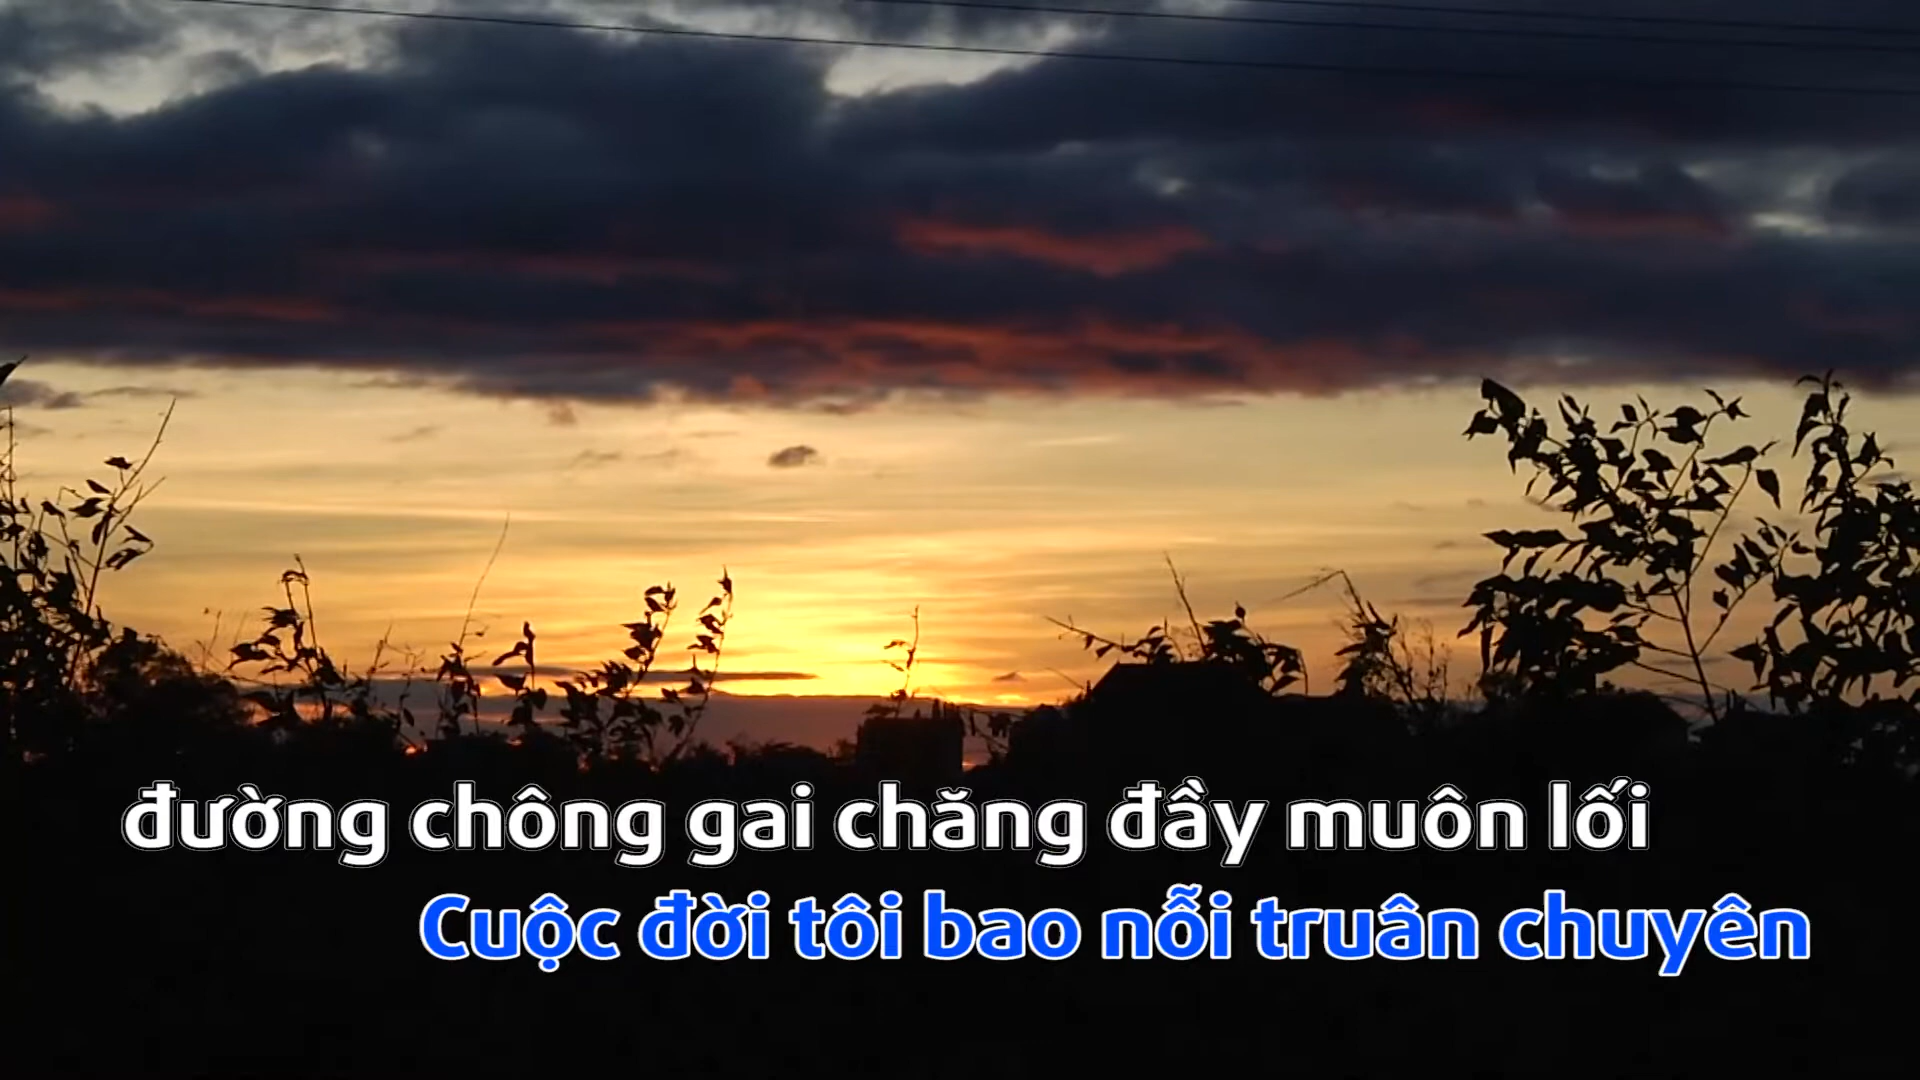 đường chông gai chăng đầy muôn lối
Cuộc đời tôi bao nỗi truân chuyên